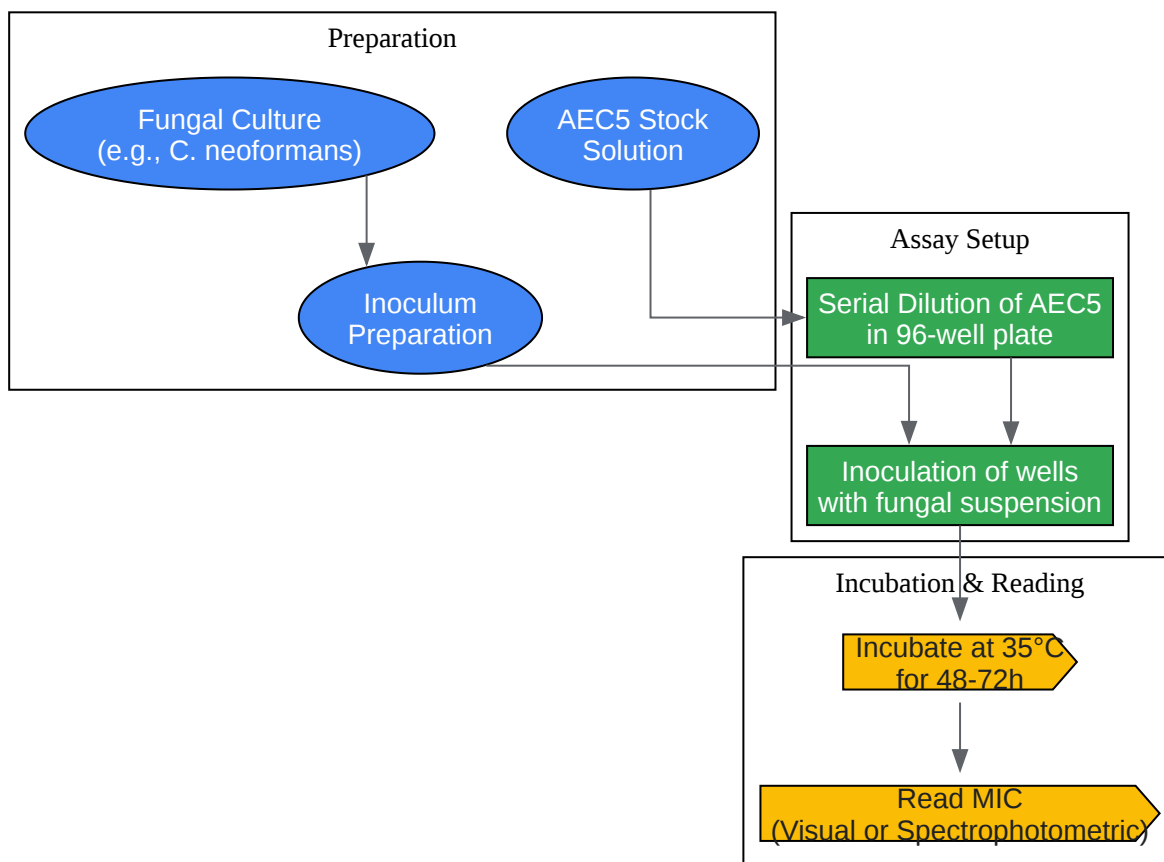 Preparation
Fungal Culture
(e.g., C. neoformans)
AEC5 Stock
Solution
Inoculum
Preparation
Assay Setup
Serial Dilution of AEC5
in 96-well plate
Inoculation of wells
with fungal suspension
Incubation & Reading
Incubate at 35°C
for 48-72h
Read MIC
(Visual or Spectrophotometric)